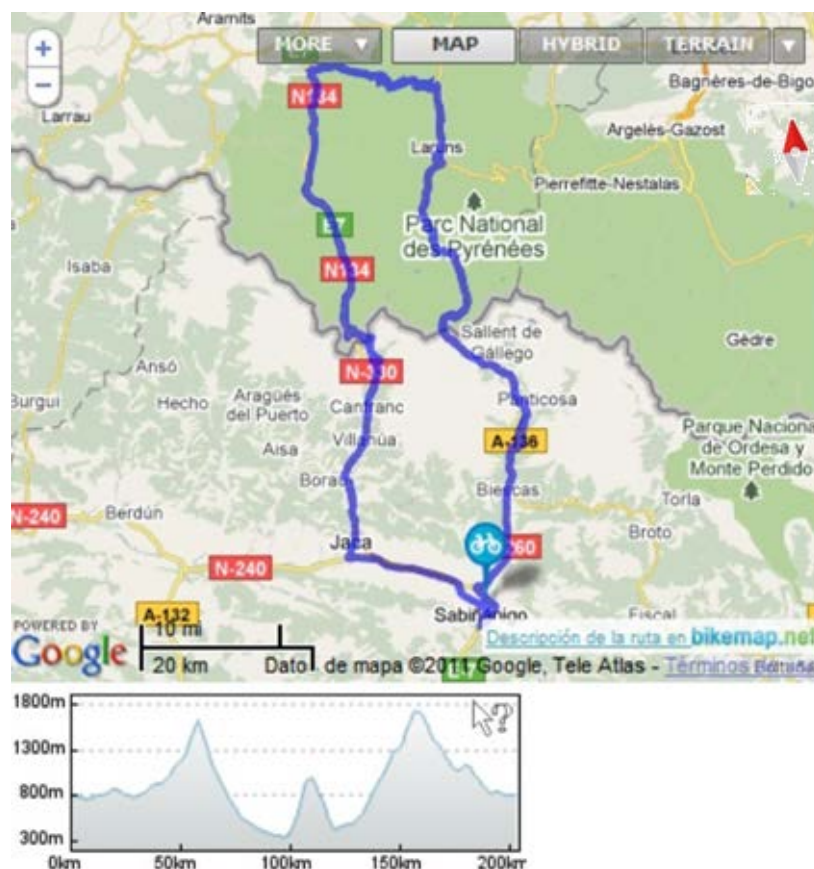 Aramits
MORE ▼
MAP
HYBRID
TERRAIN ▼
+
−
Larrau
N134
Bagnères-de-Bigo
Argelès-Gazost
Laruns
Pierrefitte-Nestalas
E7
Parc National
des Pyrénées
Isaba
N134
Sallent de
Gállego
Gèdre
Ansó
N-330
Burgui
Hecho
Aragüés
del Puerto
Canfranc
Panticosa
Villanúa
A-136
Parque Naciona
de Ordesa y
Monte Perdido
Aisa
Borau
Biescas
Torla
N-240
Berdún
Broto
Jaca
260
N-240
A-132
Sabiñánigo
Fiscal
POWERED BY
Google
10 mi
20 km
Descripción de la ruta en bikemap.net
Dato de mapa ©2011 Google, Tele Atlas - Términos
E7
1800m
1300m
800m
300m
0km
50km
100km
150km
200km
?